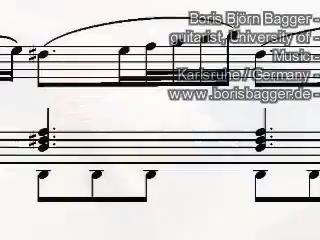 Boris Björn Bagger -
guitarist, University of -
Music -
Karlsruhe / Germany -
www.borisbagger.de -